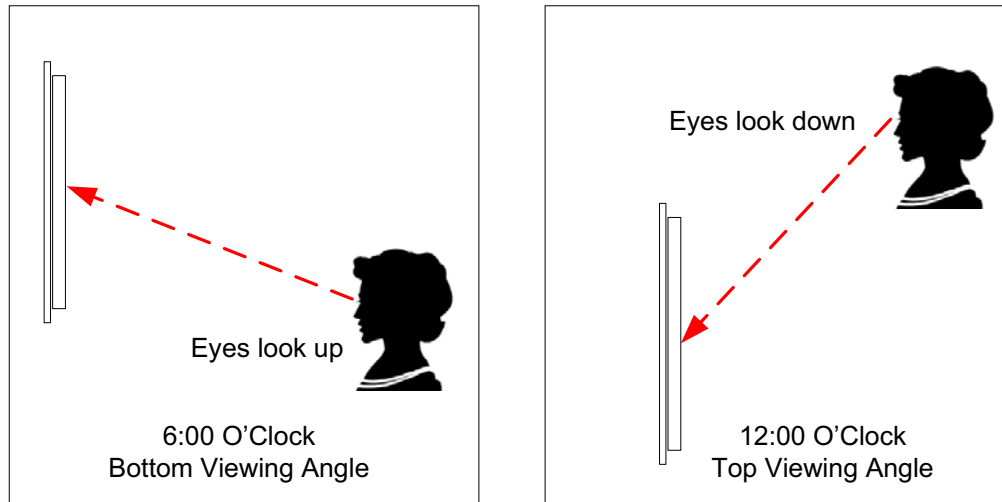 Eyes look up
6:00 O’Clock
Bottom Viewing Angle
Eyes look down
12:00 O’Clock
Top Viewing Angle